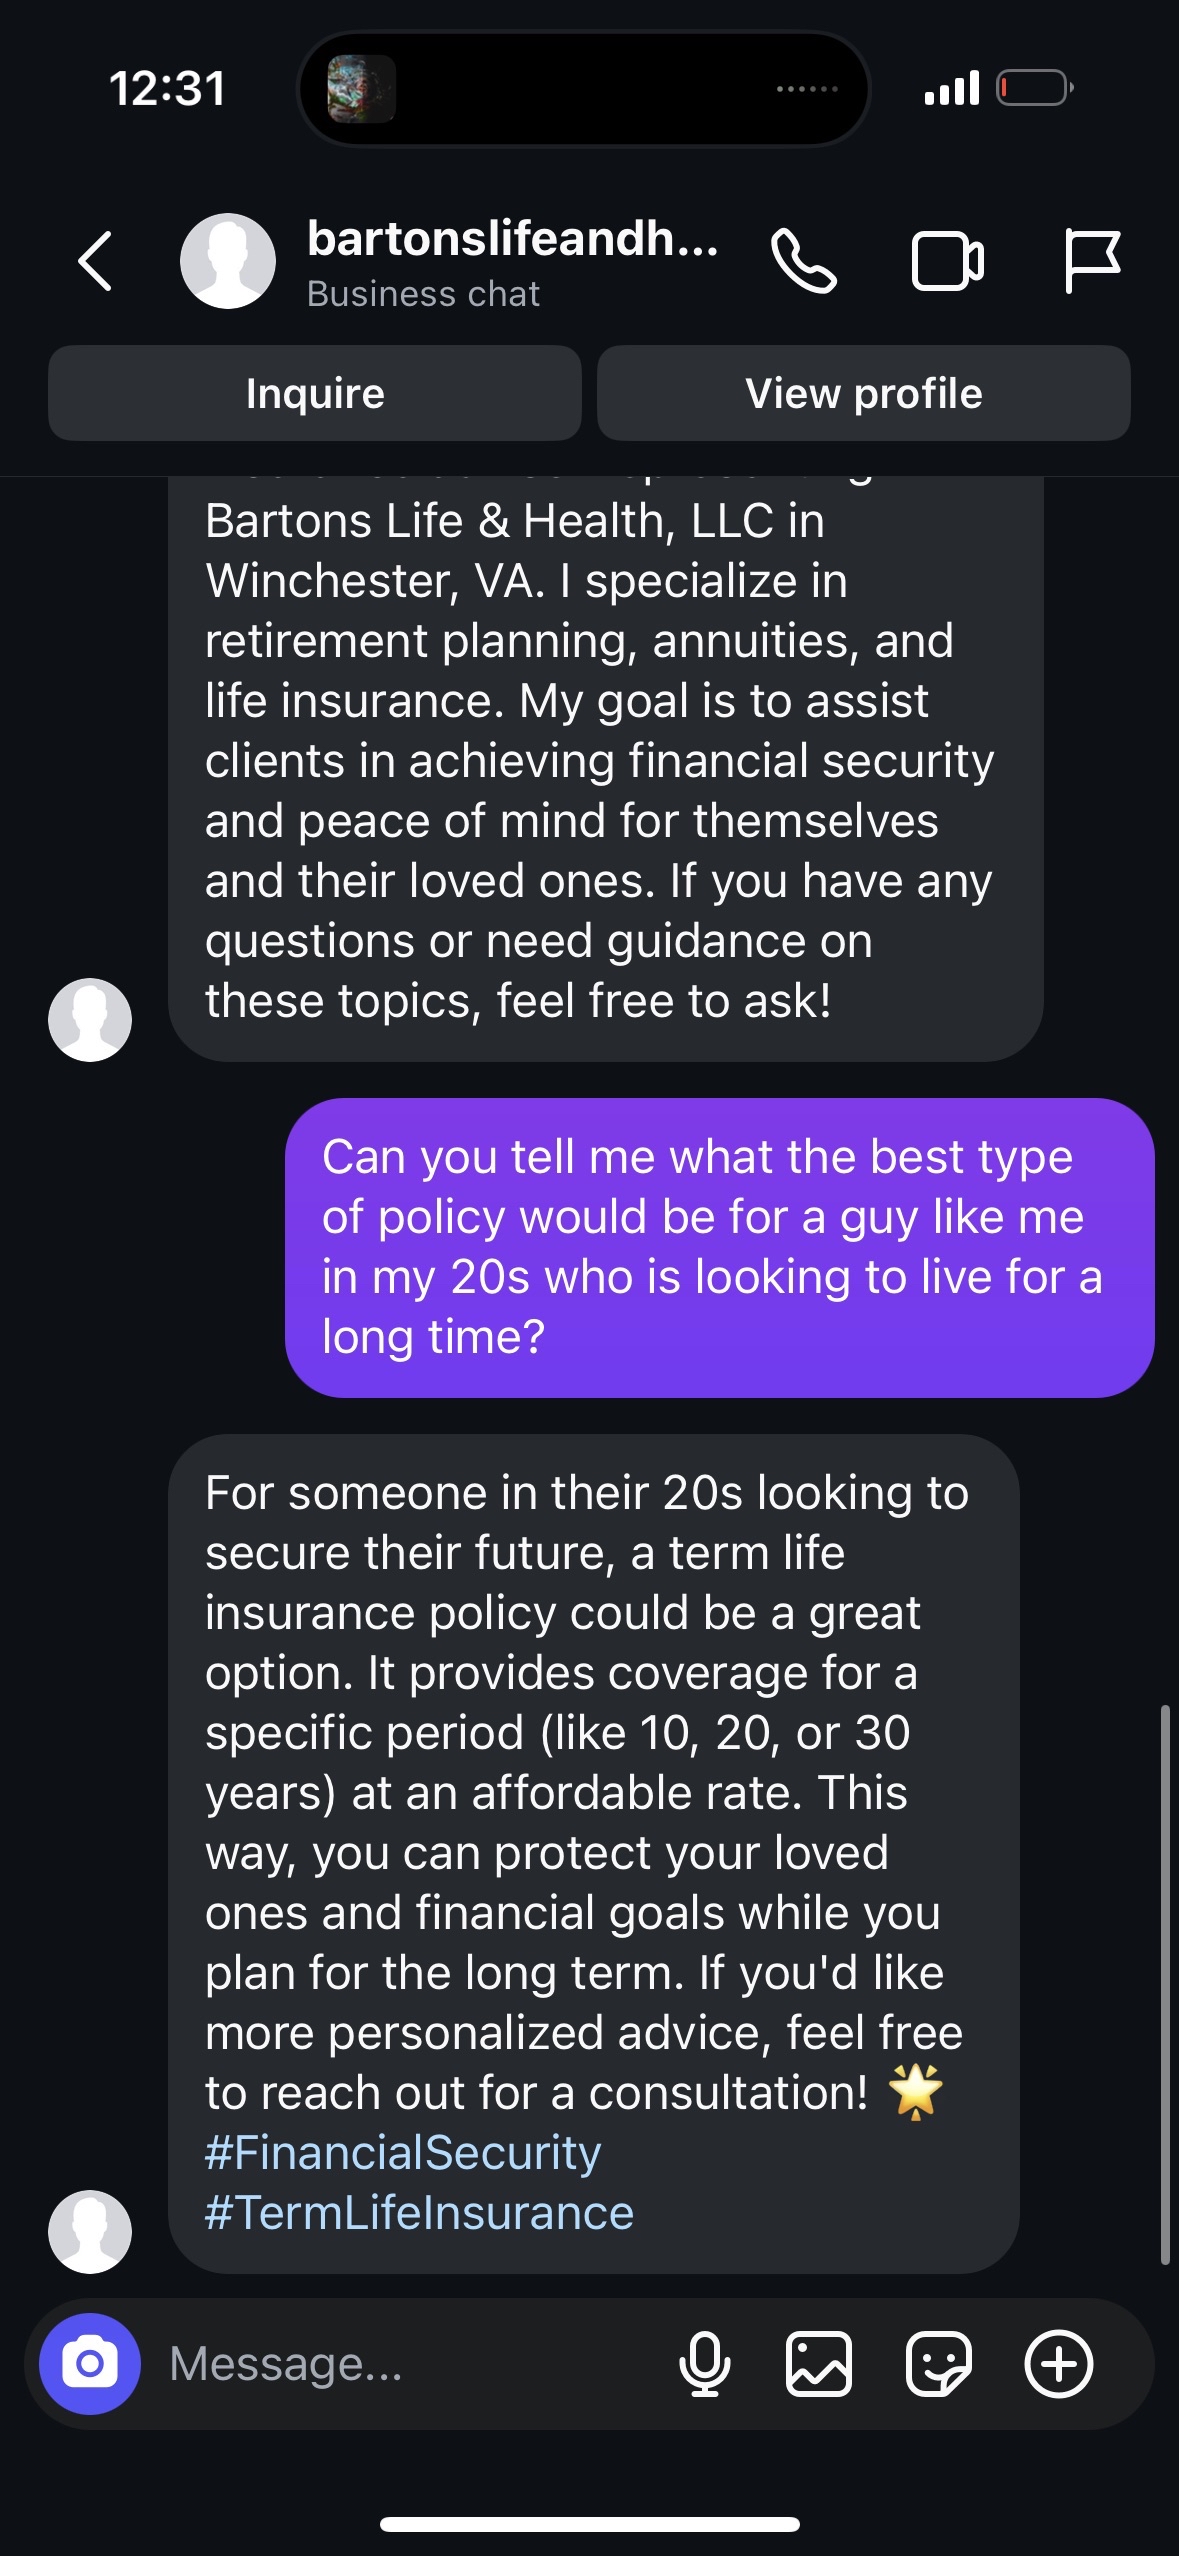 12:31
bartonslifeandh...
Business chat
Inquire
View profile
Bartons Life & Health, LLC in
Winchester, VA. I specialize in
retirement planning, annuities, and
life insurance. My goal is to assist
clients in achieving financial security
and peace of mind for themselves
and their loved ones. If you have any
questions or need guidance on
these topics, feel free to ask!
Can you tell me what the best type
of policy would be for a guy like me
in my 20s who is looking to live for a
long time?
For someone in their 20s looking to
secure their future, a term life
insurance policy could be a great
option. It provides coverage for a
specific period (like 10, 20, or 30
years) at an affordable rate. This
way, you can protect your loved
ones and financial goals while you
plan for the long term. If you'd like
more personalized advice, feel free
to reach out for a consultation! 🌟
#FinancialSecurity
#TermLifeInsurance
Message...